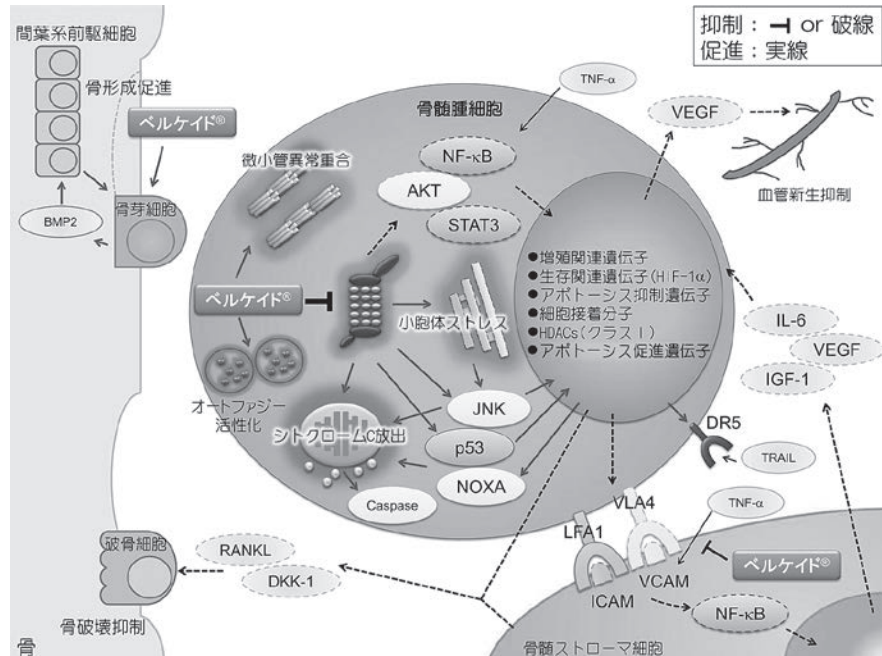 抑制： or 破線
促進：実線
間葉系前駆細胞
骨形成促進
ベルケイド®
BMP2
骨芽細胞
骨髄腫細胞
TNF-α
VEGF
血管新生抑制
微小管異常重合
NF-κB
AKT
STAT3
ベルケイド®
小胞体ストレス
オートファジー
活性化
シトクロームC放出
JNK
p53
NOXA
Caspase
●増殖関連遺伝子
●生存関連遺伝子(HIF-1α)
●アポトーシス抑制遺伝子
●細胞接着分子
●HDACs(クラスⅠ)
●アポトーシス促進遺伝子
IL-6
VEGF
IGF-1
DR5
TRAIL
VLA4
LFA1
TNF-α
ベルケイド®
VCAM
ICAM
NF-κB
骨髄ストローマ細胞
破骨細胞
RANKL
DKK-1
骨破壊抑制
骨